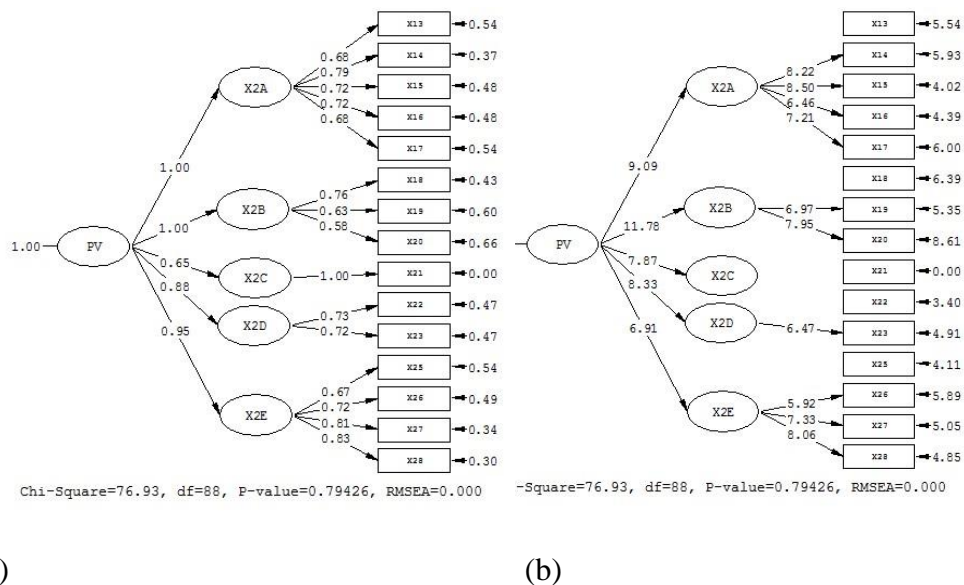 X13 0.54
0.68
X14 0.37
0.79
X2A 0.72 X15 0.48
0.72
X16 0.48
0.68
X17 0.54
1.00
X18 0.43
0.76
X2B 0.63 X19 0.60
1.00
0.58
X20 0.66
1.00 PV
0.65 X2C 1.00 X21 0.00
0.88
X22 0.47
0.73
X2D
0.72 X23 0.47
0.95
X25 0.54
0.67
0.72 X26 0.49
X2E
0.81 X27 0.34
0.83
X28 0.30
Chi-Square=76.93, df=88, P-value=0.79426, RMSEA=0.000
)
X13 5.54
X14 5.93
8.22
X2A 8.50 X15 4.02
6.46
X16 4.39
7.21
X17 6.00
9.09
X18 6.39
X2B 6.97 X19 5.35
11.78
7.95
X20 8.61
PV
7.87 X2C X21 0.00
8.33
X22 3.40
X2D 6.47 X23 4.91
6.91
X25 4.11
5.92 X26 5.89
X2E
7.33 X27 5.05
8.06
X28 4.85
-Square=76.93, df=88, P-value=0.79426, RMSEA=0.000
(b)